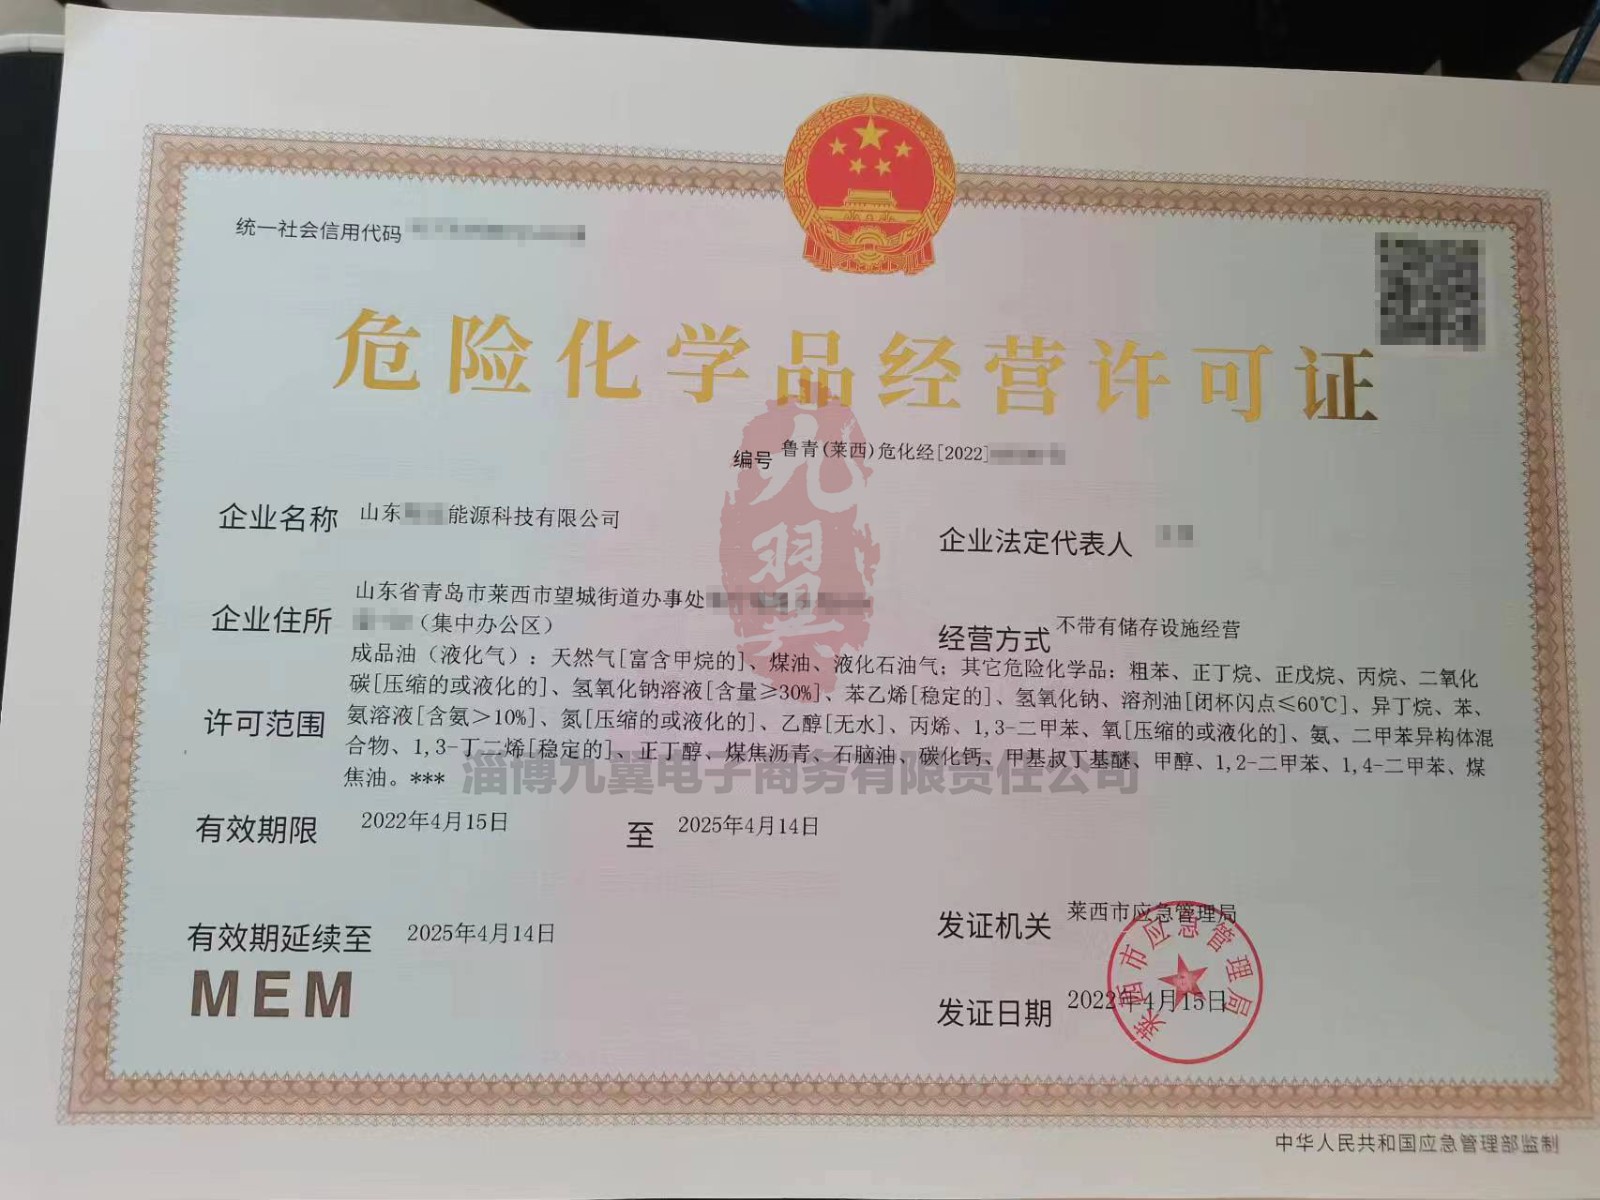 统一社会信用代码
危险化学品经营许可证
编号 鲁青(莱西)危化经[2022]
企业名称 山东 能源科技有限公司
企业法定代表人
企业住所 山东省青岛市莱西市望城街道办事处
(集中办公区)
经营方式 不带有储存设施经营
许可范围
成品油（液化气）：天然气[富含甲烷的]、煤油、液化石油气；其它危险化学品：粗苯、正丁烷、正戊烷、丙烷、二氧化
碳[压缩的或液化的]、氢氧化钠溶液[含量≥30%]、苯乙烯[稳定的]、氢氧化钠、溶剂油[闭杯闪点≤60℃]、异丁烷、苯、
氨溶液[含氨＞10%]、氮[压缩的或液化的]、乙醇[无水]、丙烯、1,3-二甲苯、氧[压缩的或液化的]、氨、二甲苯异构体混
合物、1,3-丁二烯[稳定的]、正丁醇、煤焦沥青、石脑油、碳化钙、甲基叔丁基醚、甲醇、1,2-二甲苯、1,4-二甲苯、煤
焦油。***
九翼
淄博九翼电子商务有限责任公司
有效期限 2022年4月15日 至 2025年4月14日
发证机关 莱西市应急管理局
有效期延续至 2025年4月14日
MEM
发证日期 2022年4月15日
莱西市应急管理局
中华人民共和国应急管理部监制